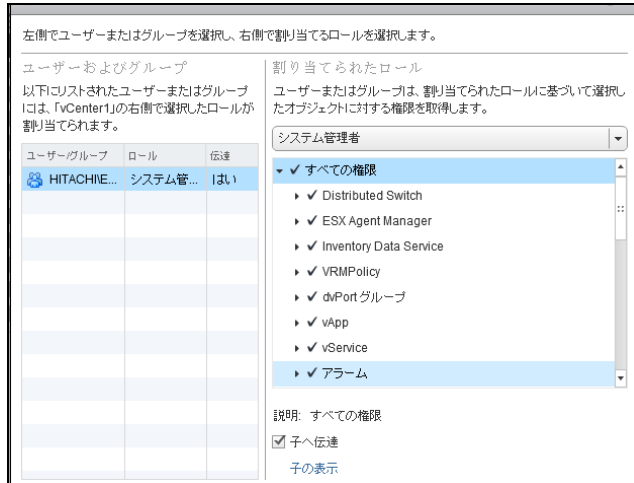 左側でユーザーまたはグループを選択し、右側で割り当てるロールを選択します。
ユーザーおよびグループ
以下にリストされたユーザーまたはグループ
には、「vCenter1」の右側で選択したロールが
割り当てられます。
ユーザー/グループ ロール 伝達
HITACHI\E... システム管... はい
割り当てられたロール
ユーザーまたはグループは、割り当てられたロールに基づいて選択し
たオブジェクトに対する権限を取得します。
システム管理者
すべての権限
Distributed Switch
ESX Agent Manager
Inventory Data Service
VRMPolicy
dvPort グループ
vApp
vService
アラーム
説明: すべての権限
子へ伝達
子の表示